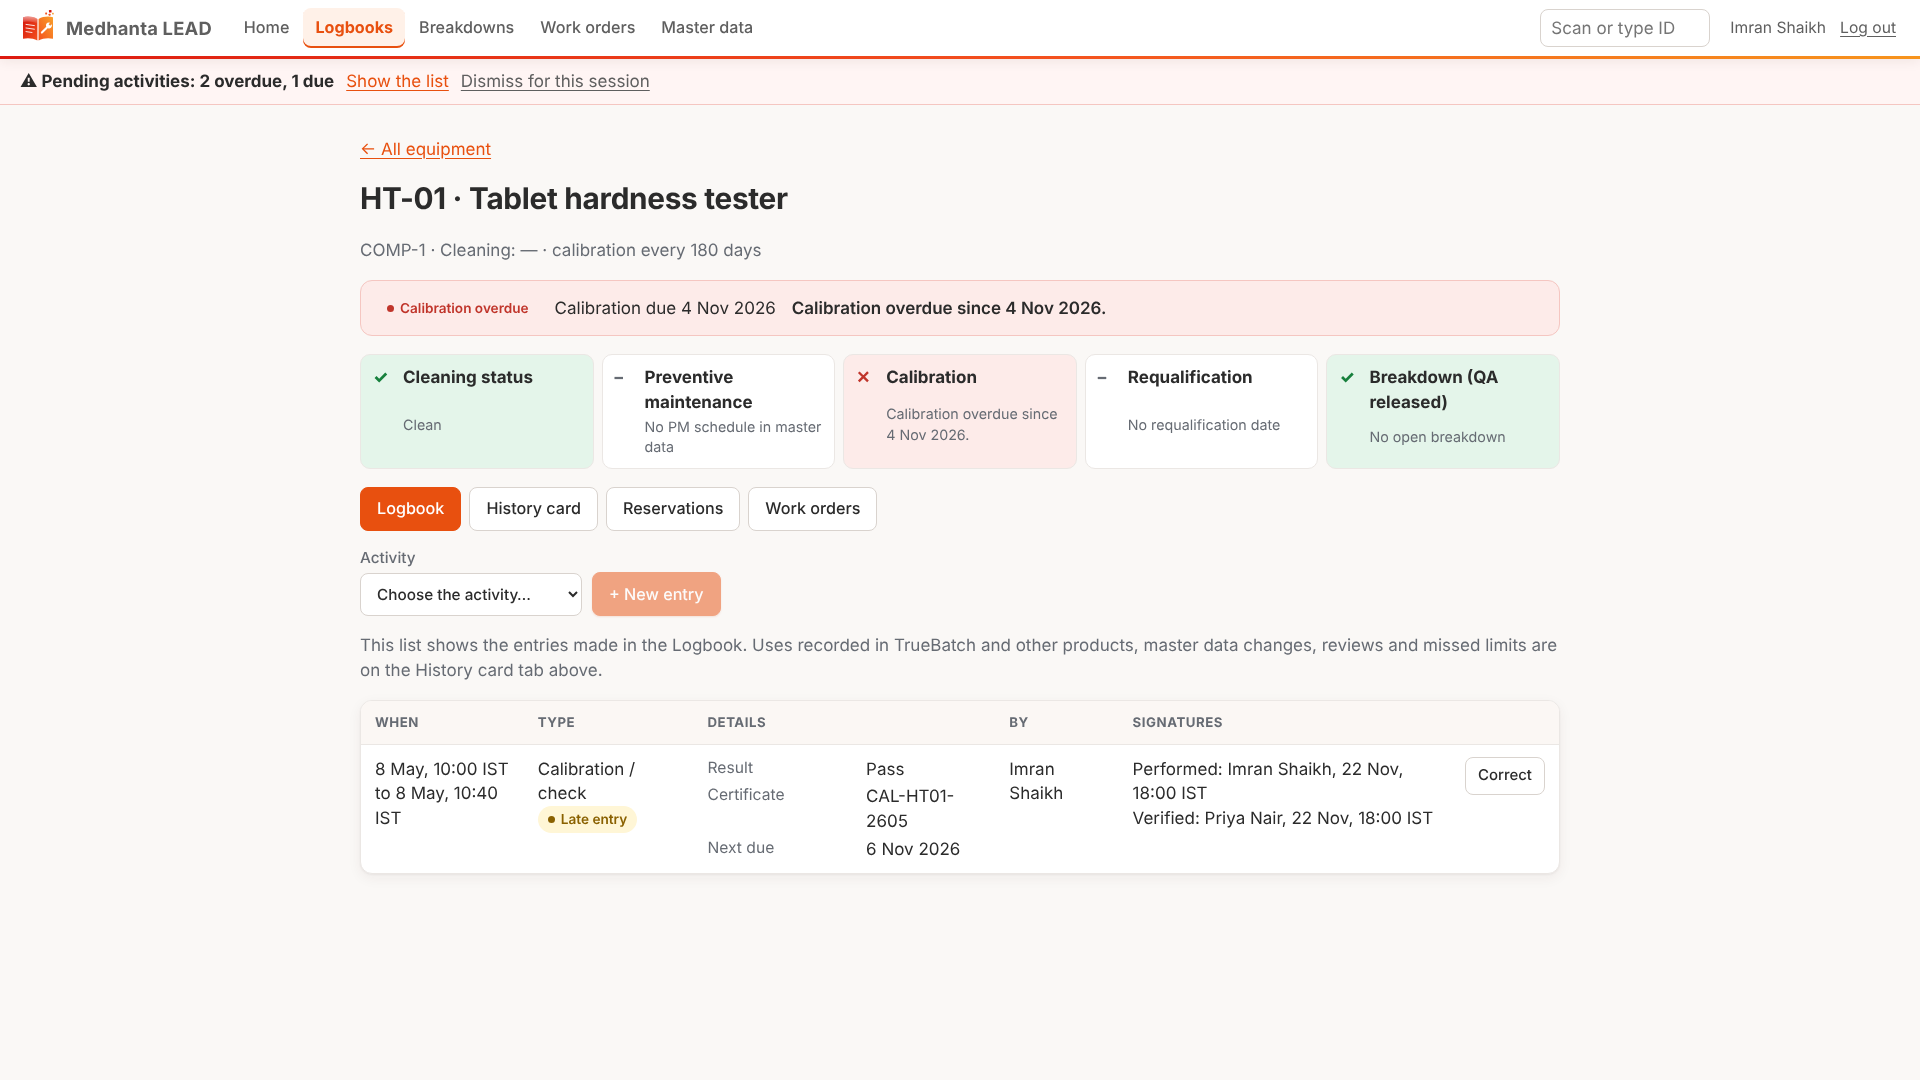 Medhanta LEAD
Home
Logbooks
Breakdowns
Work orders
Master data
Scan or type ID
Imran Shaikh
Log out
Pending activities: 2 overdue, 1 due
Show the list
Dismiss for this session
← All equipment
HT-01 · Tablet hardness tester
COMP-1 · Cleaning: — · calibration every 180 days
Calibration overdue
Calibration due 4 Nov 2026
Calibration overdue since 4 Nov 2026.
Cleaning status
Clean
Preventive
maintenance
No PM schedule in master
data
Calibration
Calibration overdue since
4 Nov 2026.
Requalification
No requalification date
Breakdown (QA
released)
No open breakdown
Logbook
History card
Reservations
Work orders
Activity
Choose the activity...
+ New entry
This list shows the entries made in the Logbook. Uses recorded in TrueBatch and other products, master data changes, reviews and missed limits are
on the History card tab above.
WHEN
TYPE
DETAILS
BY
SIGNATURES
8 May, 10:00 IST
to 8 May, 10:40
IST
Calibration /
check
Late entry
Result
Pass
Certificate
CAL-HT01-
2605
Next due
6 Nov 2026
Imran
Shaikh
Performed: Imran Shaikh, 22 Nov,
18:00 IST
Verified: Priya Nair, 22 Nov, 18:00 IST
Correct